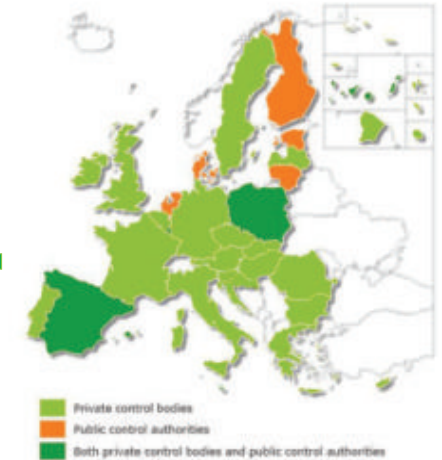 Private control bodies
Public control authorities
Both private control bodies and public control authorities